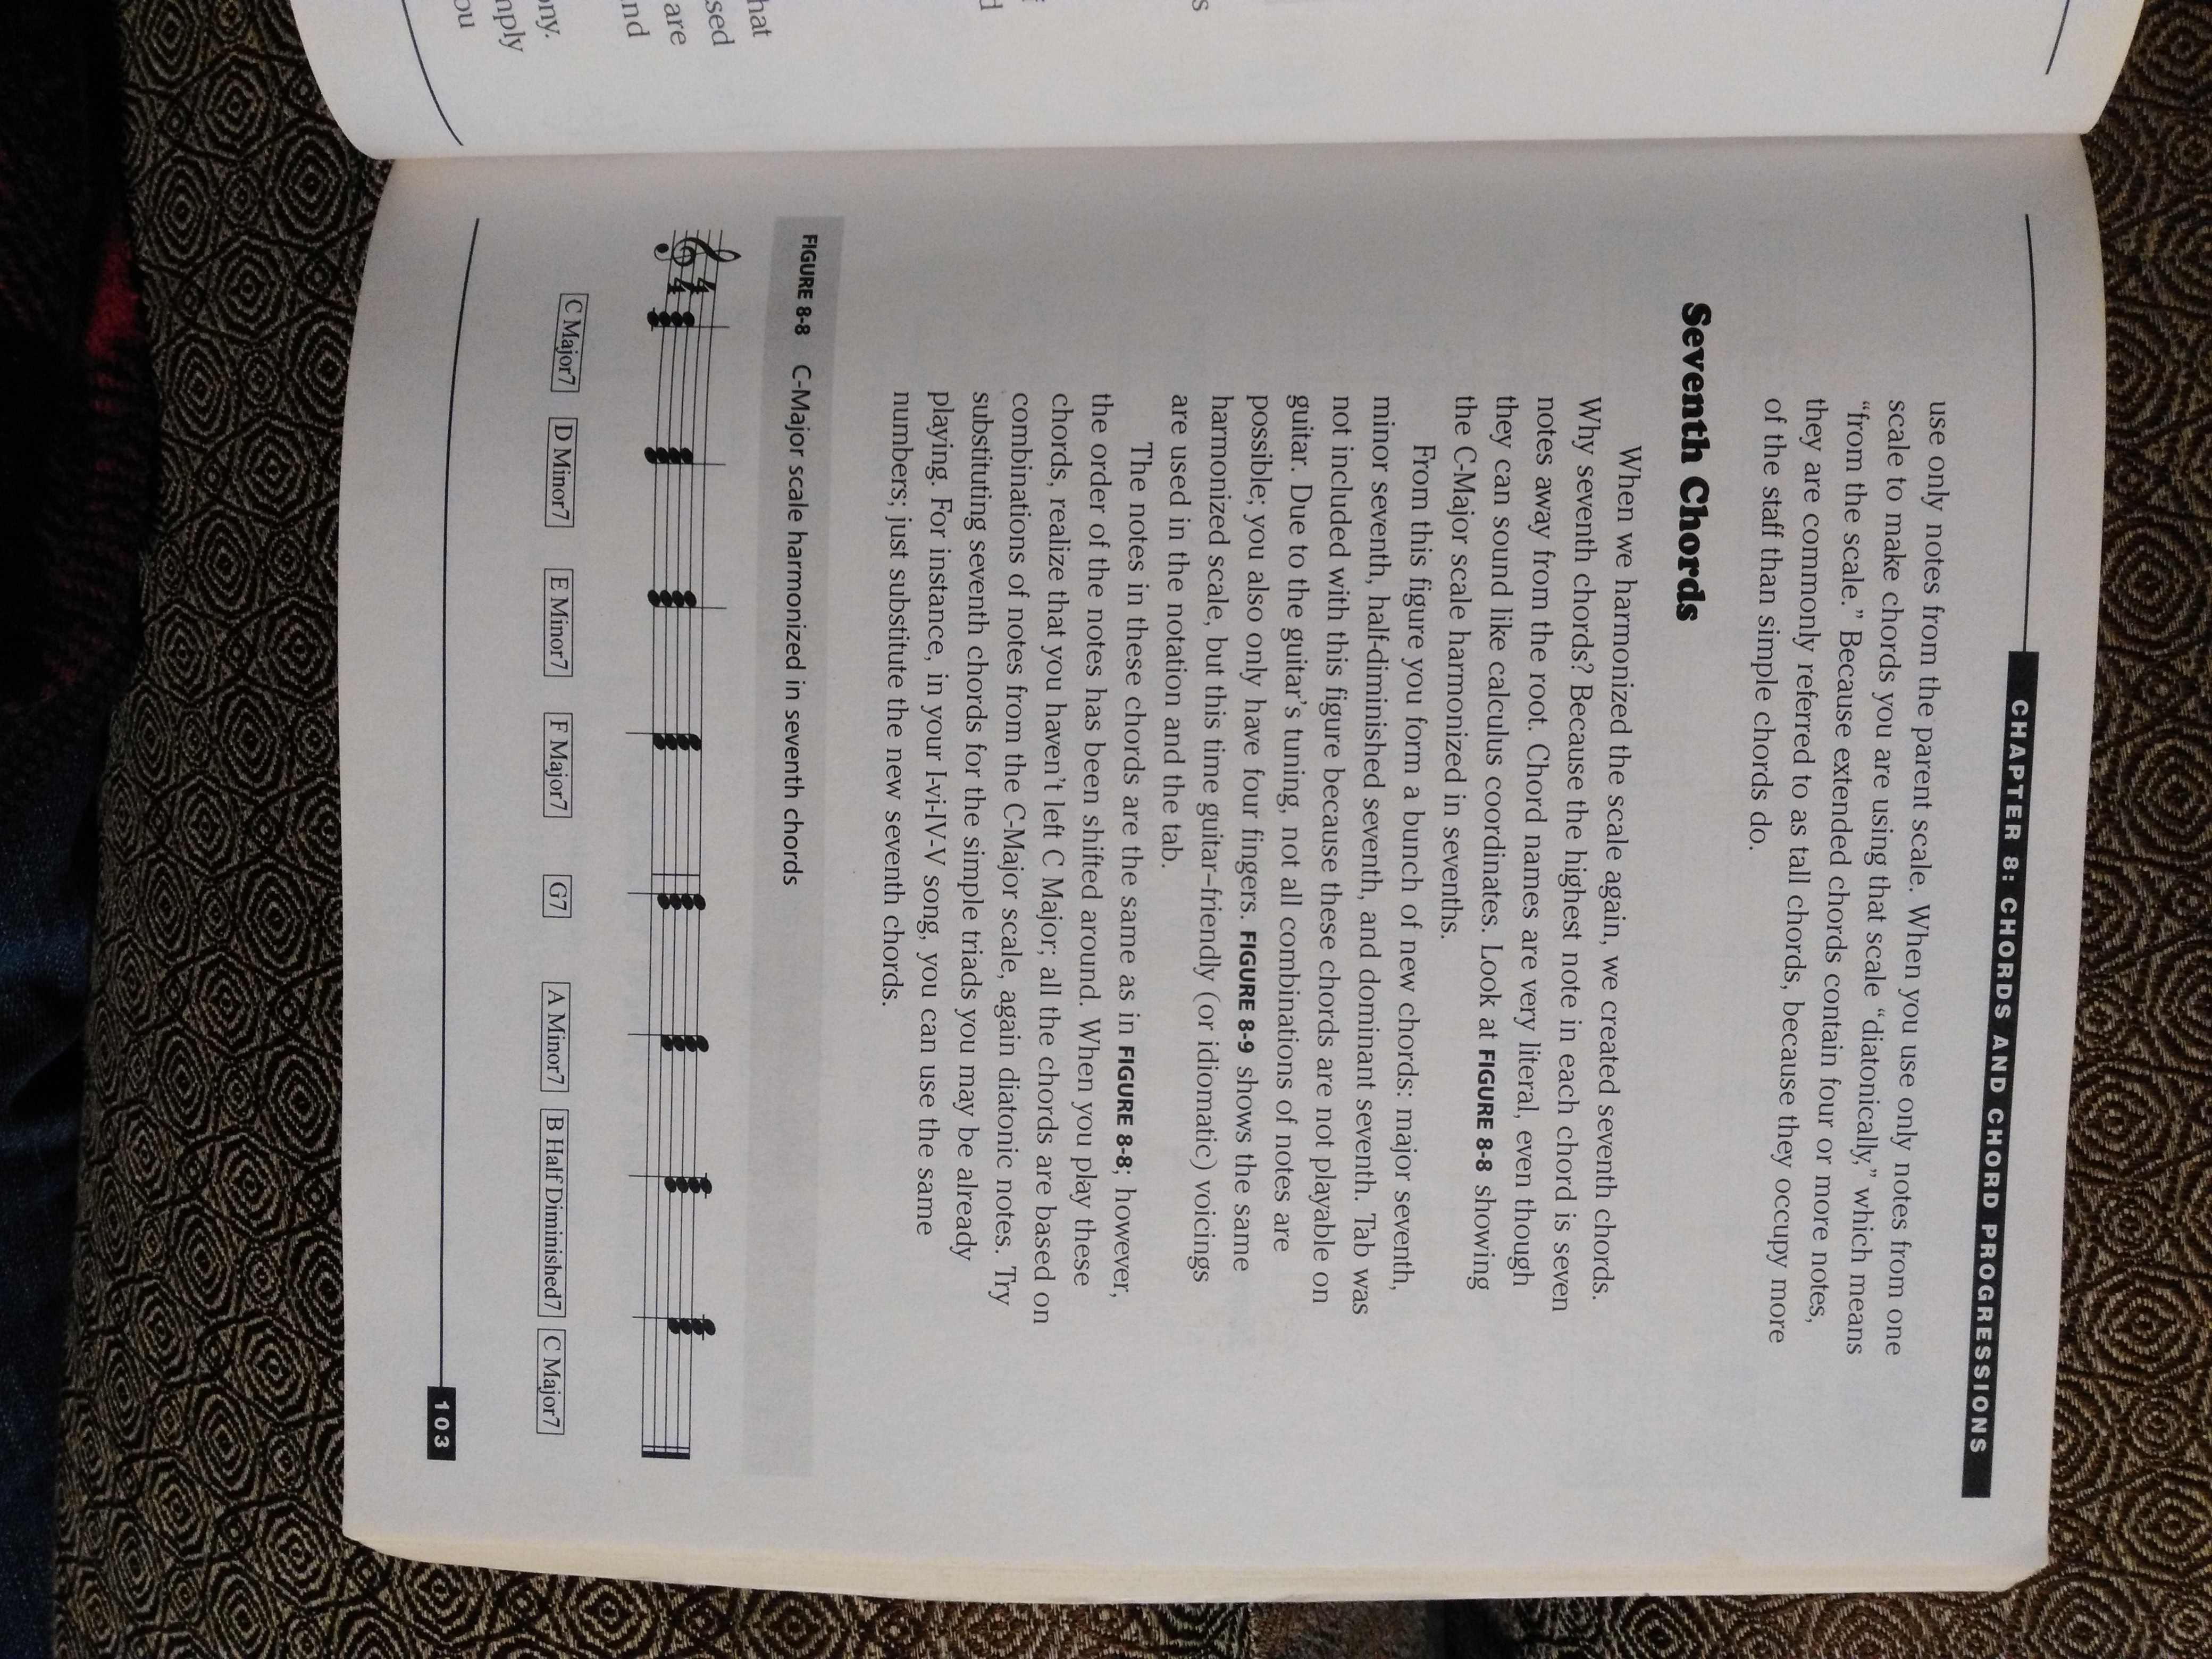 hat
sed
are
nd
ony.
nply
ou
s
d
CHAPTER 8: CHORDS AND CHORD PROGRESSIONS
use only notes from the parent scale. When you use only notes from one
scale to make chords you are using that scale “diatonically,” which means
“from the scale.” Because extended chords contain four or more notes,
they are commonly referred to as tall chords, because they occupy more
of the staff than simple chords do.
Seventh Chords
When we harmonized the scale again, we created seventh chords.
Why seventh chords? Because the highest note in each chord is seven
notes away from the root. Chord names are very literal, even though
they can sound like calculus coordinates. Look at FIGURE 8-8 showing
the C-Major scale harmonized in sevenths.
From this figure you form a bunch of new chords: major seventh,
minor seventh, half-diminished seventh, and dominant seventh. Tab was
not included with this figure because these chords are not playable on
guitar. Due to the guitar’s tuning, not all combinations of notes are
possible; you also only have four fingers. FIGURE 8-9 shows the same
harmonized scale, but this time guitar–friendly (or idiomatic) voicings
are used in the notation and the tab.
The notes in these chords are the same as in FIGURE 8-8; however,
the order of the notes has been shifted around. When you play these
chords, realize that you haven’t left C Major; all the chords are based on
combinations of notes from the C-Major scale, again diatonic notes. Try
substituting seventh chords for the simple triads you may be already
playing. For instance, in your I-vi-IV-V song, you can use the same
numbers; just substitute the new seventh chords.
FIGURE 8-8 C-Major scale harmonized in seventh chords
4
4
C Major7 D Minor7 E Minor7 F Major7 G7 A Minor7 B Half Diminished7 C Major7
103